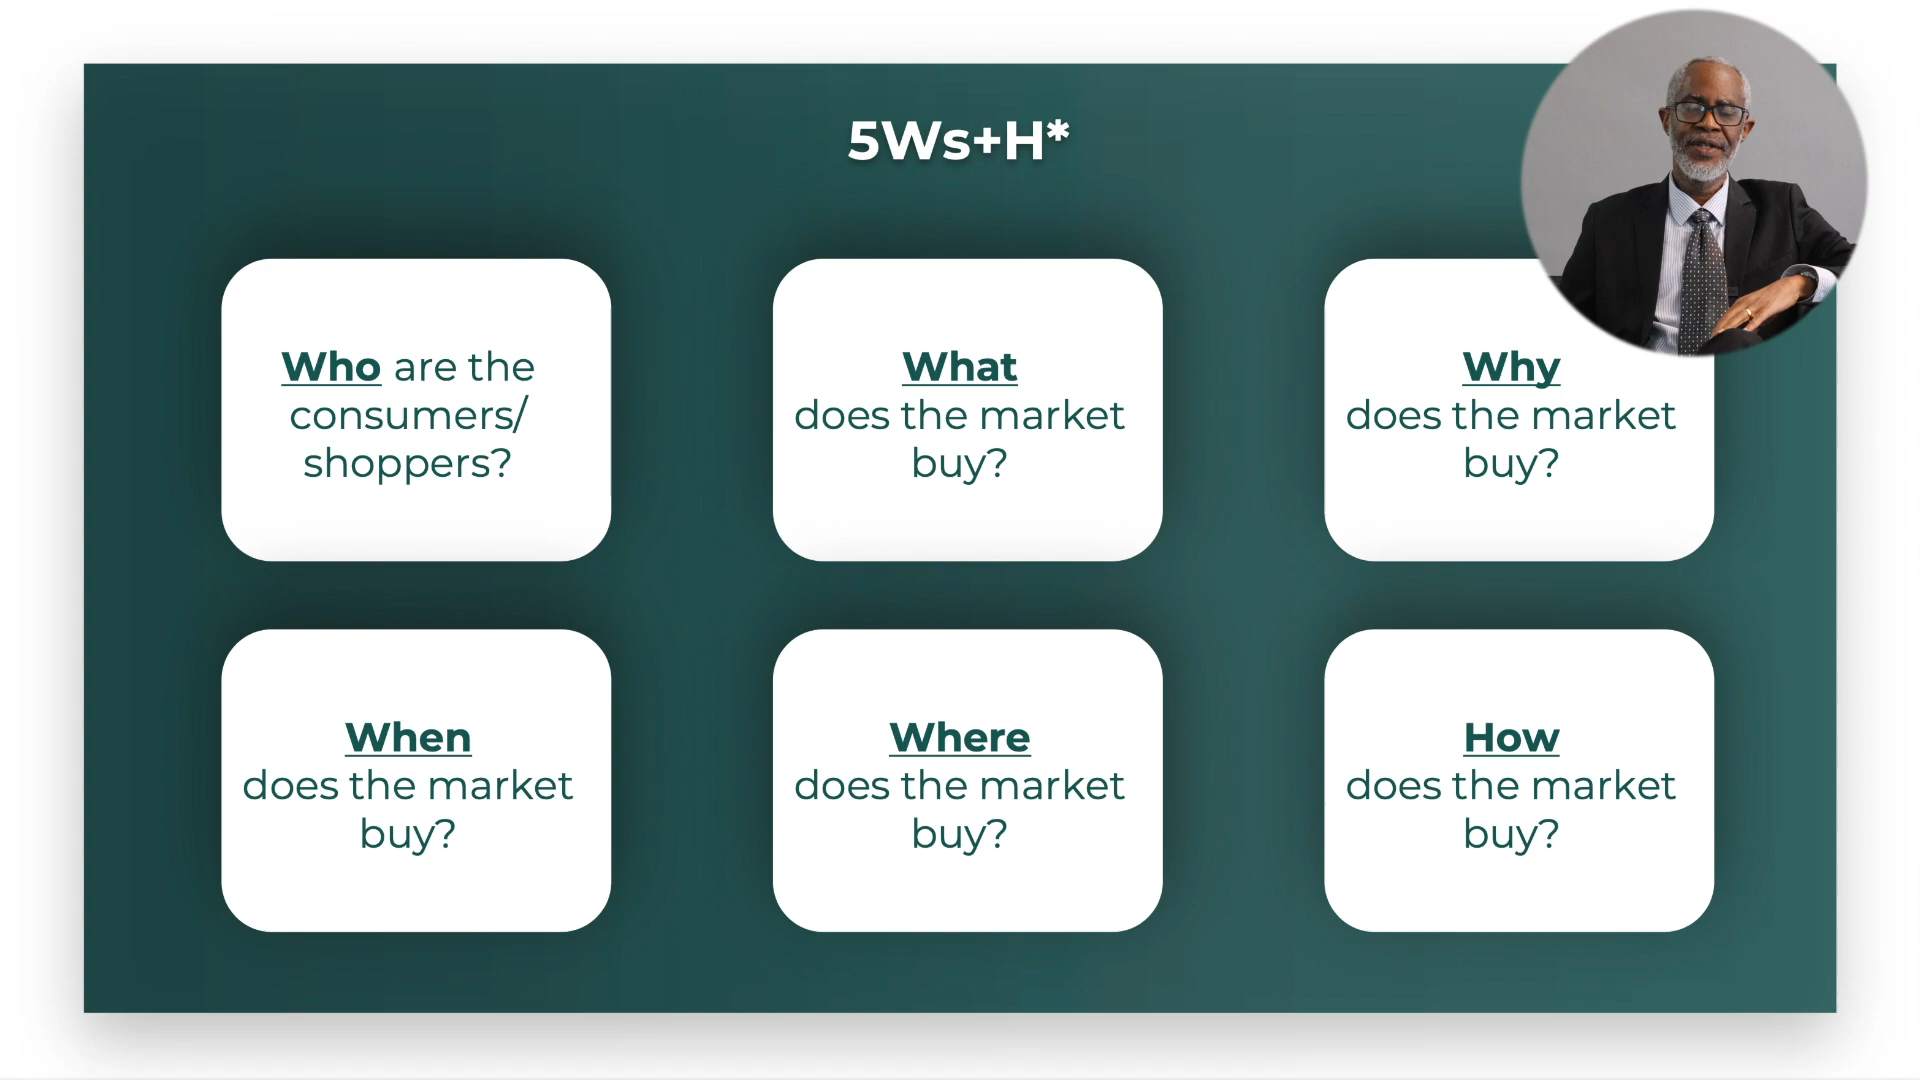 5Ws+H*
Who are the
consumers/
shoppers?
What
does the market
buy?
Why
does the market
buy?
When
does the market
buy?
Where
does the market
buy?
How
does the market
buy?